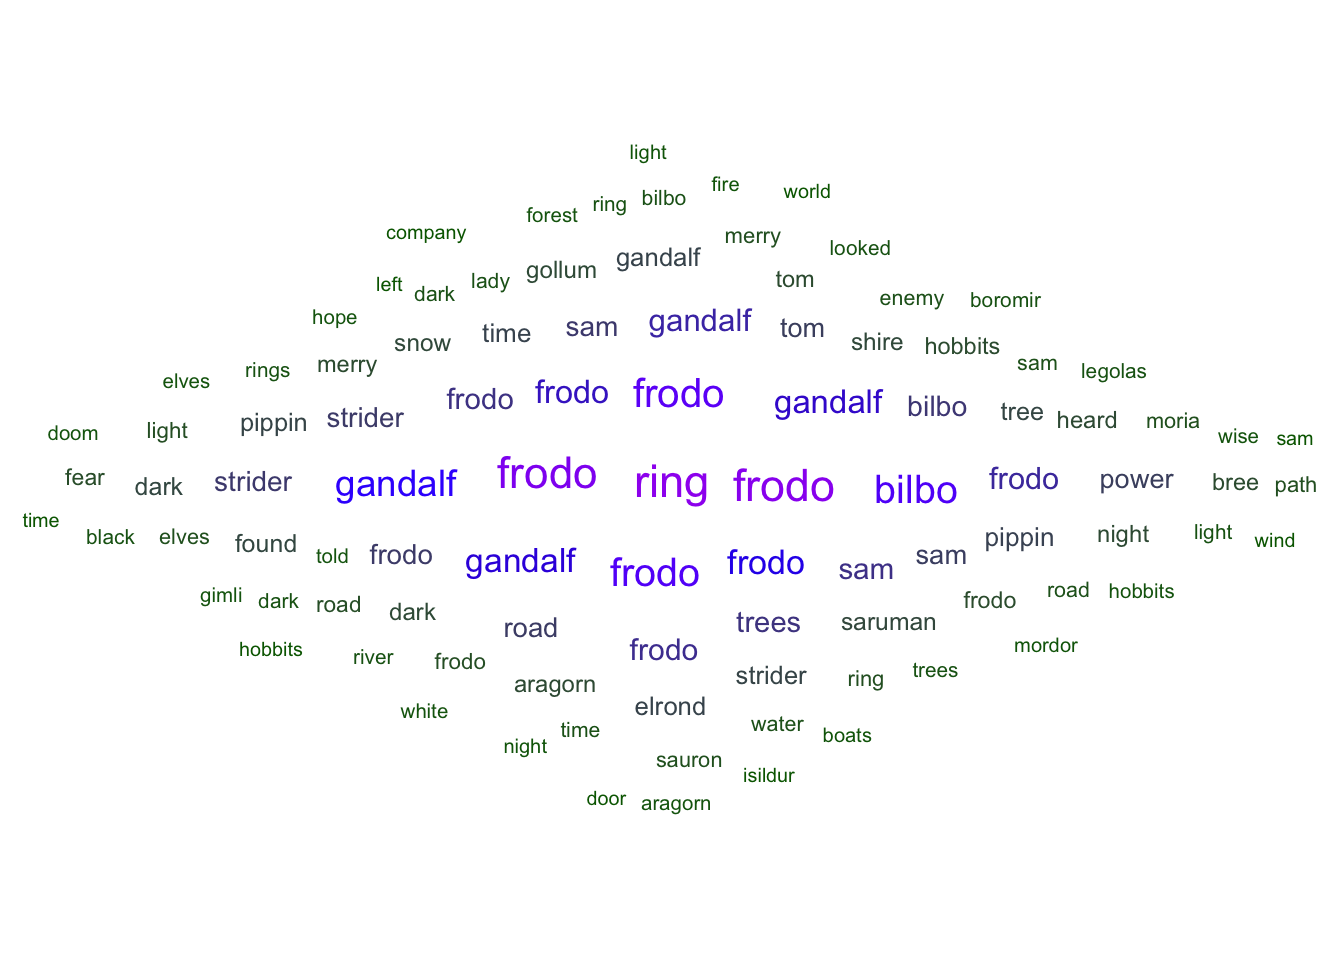 light
fire
world
bilbo
ring
forest
company
merry
looked
gandalf
gollum
tom
lady
left
dark
enemy
boromir
hope
gandalf
sam
tom
time
snow
shire
hobbits
merry
sam
legolas
rings
elves
frodo
frodo
frodo
gandalf
bilbo
strider
pippin
tree
heard
moria
light
doom
wise
sam
fear
dark
strider
gandalf
frodo
ring
frodo
bilbo
frodo
power
bree
path
time
black
elves
found
told
frodo
gandalf
frodo
frodo
sam
sam
pippin
night
light
wind
gimli
dark
road
dark
frodo
road
hobbits
road
frodo
trees
saruman
mordor
hobbits
river
frodo
aragorn
strider
ring
trees
white
elrond
night
time
water
boats
sauron
isildur
door
aragorn